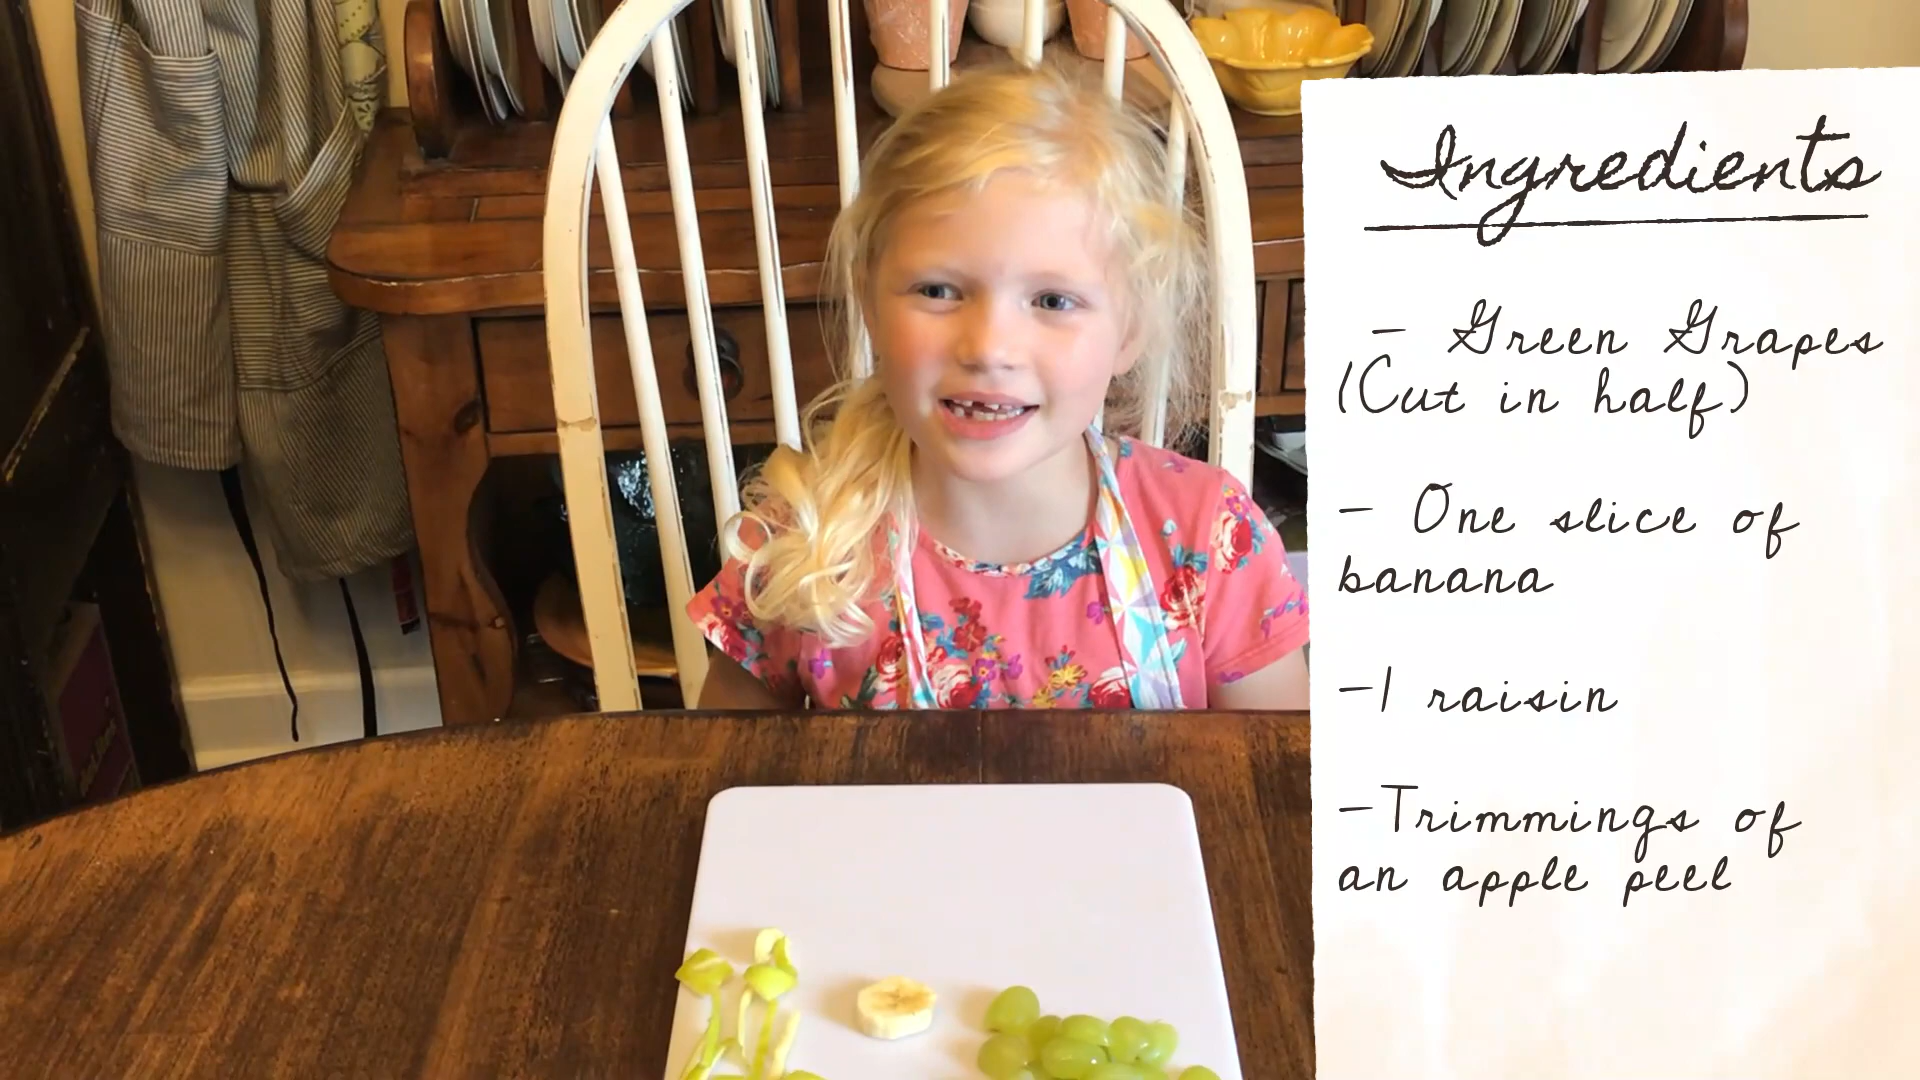 Ingredients
- Green Grapes
(Cut in half)
- One slice of
banana
-1 raisin
-Trimmings of
an apple peel